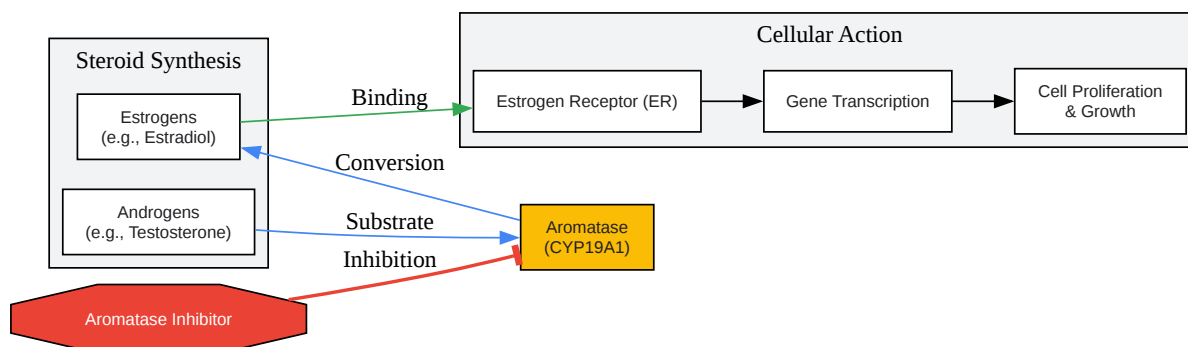 Cellular Action
Steroid Synthesis
Estrogens
(e.g., Estradiol)
Binding
Estrogen Receptor (ER)
Gene Transcription
Cell Proliferation
& Growth
Conversion
Androgens
(e.g., Testosterone)
Substrate
Aromatase
(CYP19A1)
Inhibition
Aromatase Inhibitor